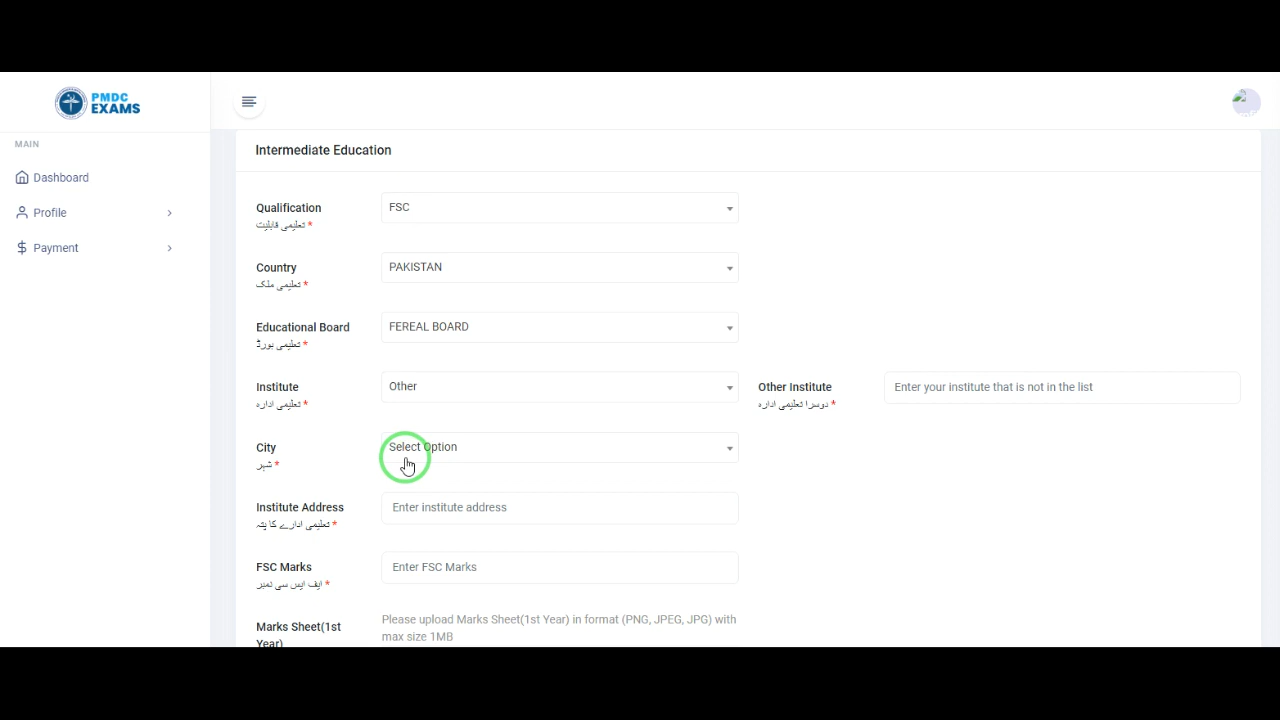 PMDC
EXAMS
MAIN
Dashboard
Profile
Payment
Intermediate Education
Qualification
تعلیمی قابلیت *
FSC
Country
تعلیمی ملک *
PAKISTAN
Educational Board
تعلیمی بورڈ *
FEREAL BOARD
Institute
تعلیمی ادارہ *
Other
Other Institute
دوسرا تعلیمی ادارہ *
Enter your institute that is not in the list
City
شہر *
Select Option
Institute Address
تعلیمی ادارے کا پتہ *
Enter institute address
FSC Marks
ایف ایس سی نمبر *
Enter FSC Marks
Marks Sheet(1st
Year)
Please upload Marks Sheet(1st Year) in format (PNG, JPEG, JPG) with
max size 1MB